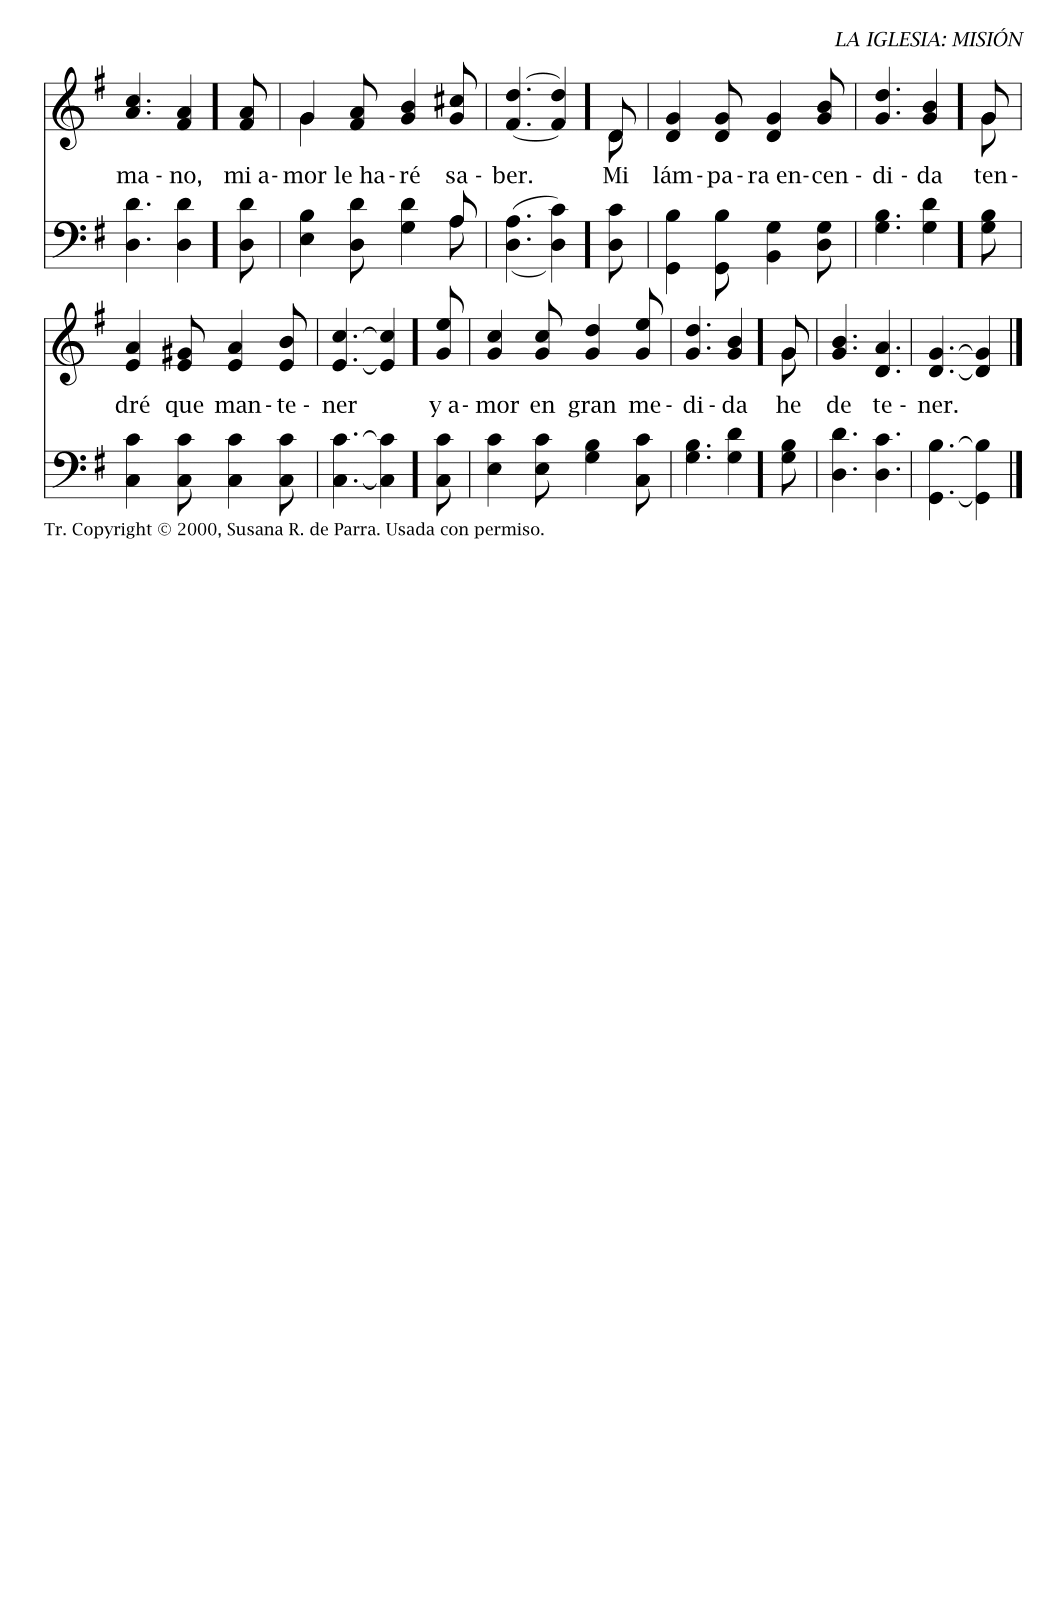 LA IGLESIA: MISIÓN
ma - no, mi a - mor le ha - ré sa - ber. Mi lám - pa - ra en - cen - di - da ten -
dré que man - te - ner y a - mor en gran me - di - da he de te - ner.
Tr. Copyright © 2000, Susana R. de Parra. Usada con permiso.